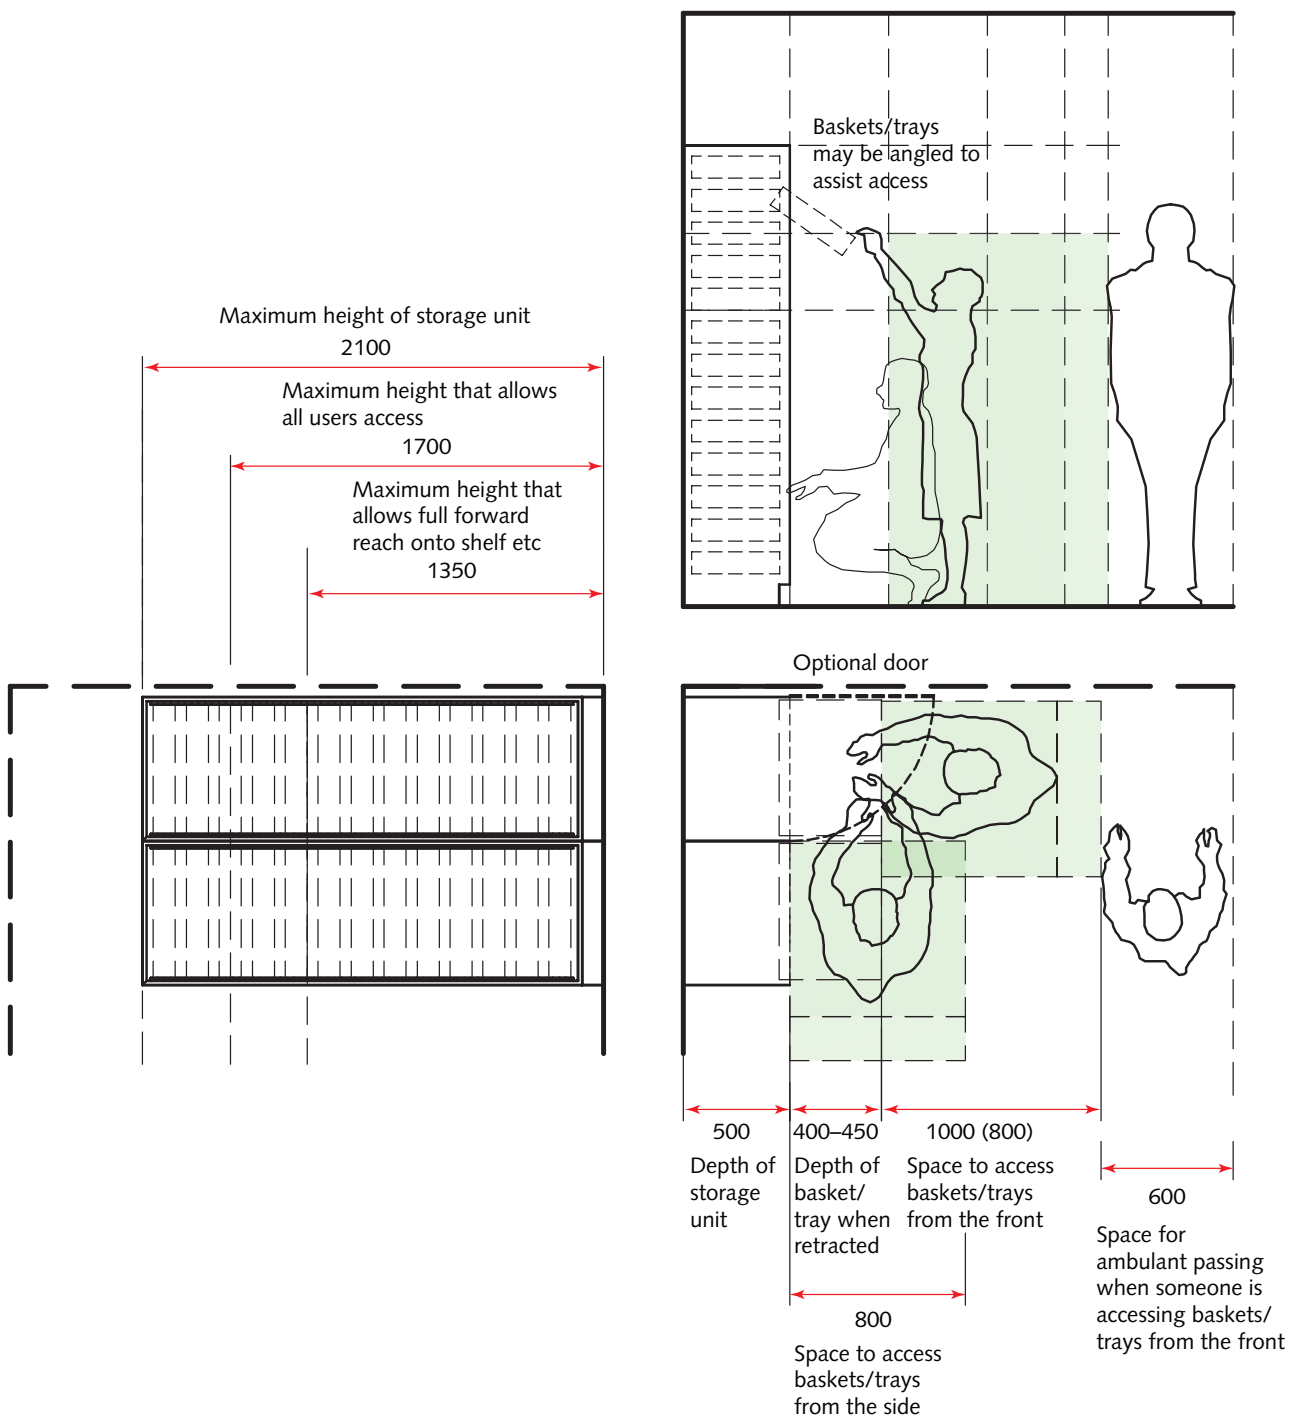 Baskets/trays
may be angled to
assist access
Maximum height of storage unit
2100
Maximum height that allows
all users access
1700
Maximum height that
allows full forward
reach onto shelf etc
1350
Optional door
500
Depth of
storage
unit
400–450
Depth of
basket/
tray when
retracted
1000 (800)
Space to access
baskets/trays
from the front
600
Space for
ambulant passing
when someone is
accessing baskets/
trays from the front
800
Space to access
baskets/trays
from the side